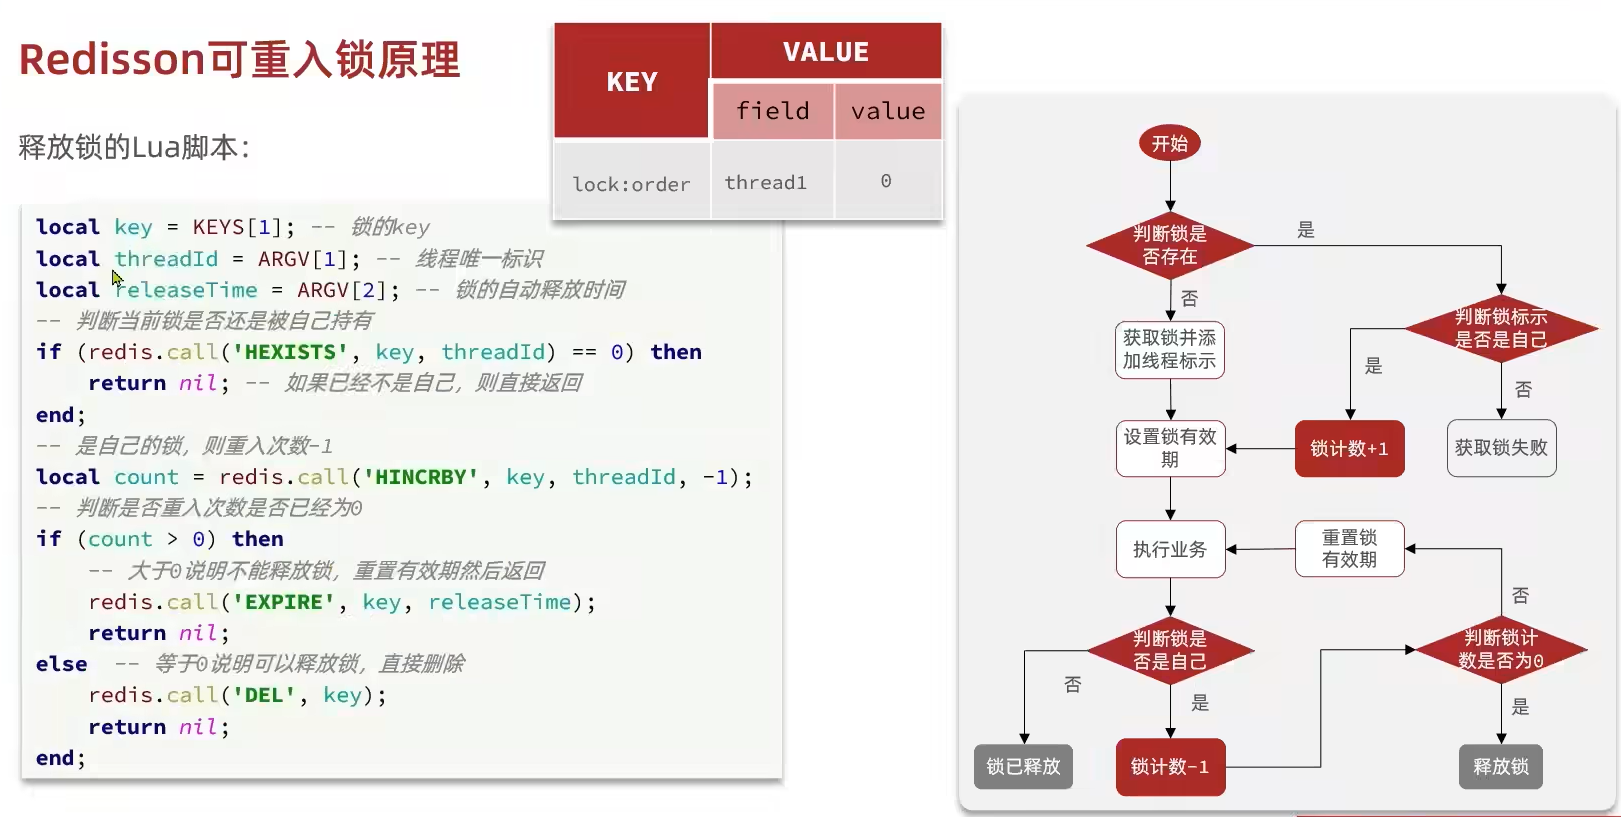 Redisson可重入锁原理
KEY
VALUE
field
value
lock:order
thread1
0
释放锁的Lua脚本：
local key = KEYS[1]; -- 锁的key
local threadId = ARGV[1]; -- 线程唯一标识
local releaseTime = ARGV[2]; -- 锁的自动释放时间
-- 判断当前锁是否还是被自己持有
if (redis.call('HEXISTS', key, threadId) == 0) then
    return nil; -- 如果已经不是自己，则直接返回
end;
-- 是自己的锁，则重入次数-1
local count = redis.call('HINCRBY', key, threadId, -1);
-- 判断是否重入次数是否已经为0
if (count > 0) then
    -- 大于0说明不能释放锁，重置有效期然后返回
    redis.call('EXPIRE', key, releaseTime);
    return nil;
else  -- 等于0说明可以释放锁，直接删除
    redis.call('DEL', key);
    return nil;
end;
开始
判断锁是
否存在
是
否
获取锁并添
加线程标示
判断锁标示
是否是自己
是
否
设置锁有效
期
锁计数+1
获取锁失败
执行业务
重置锁
有效期
否
判断锁是
否是自己
判断锁计
数是否为0
否
是
是
锁已释放
锁计数-1
释放锁